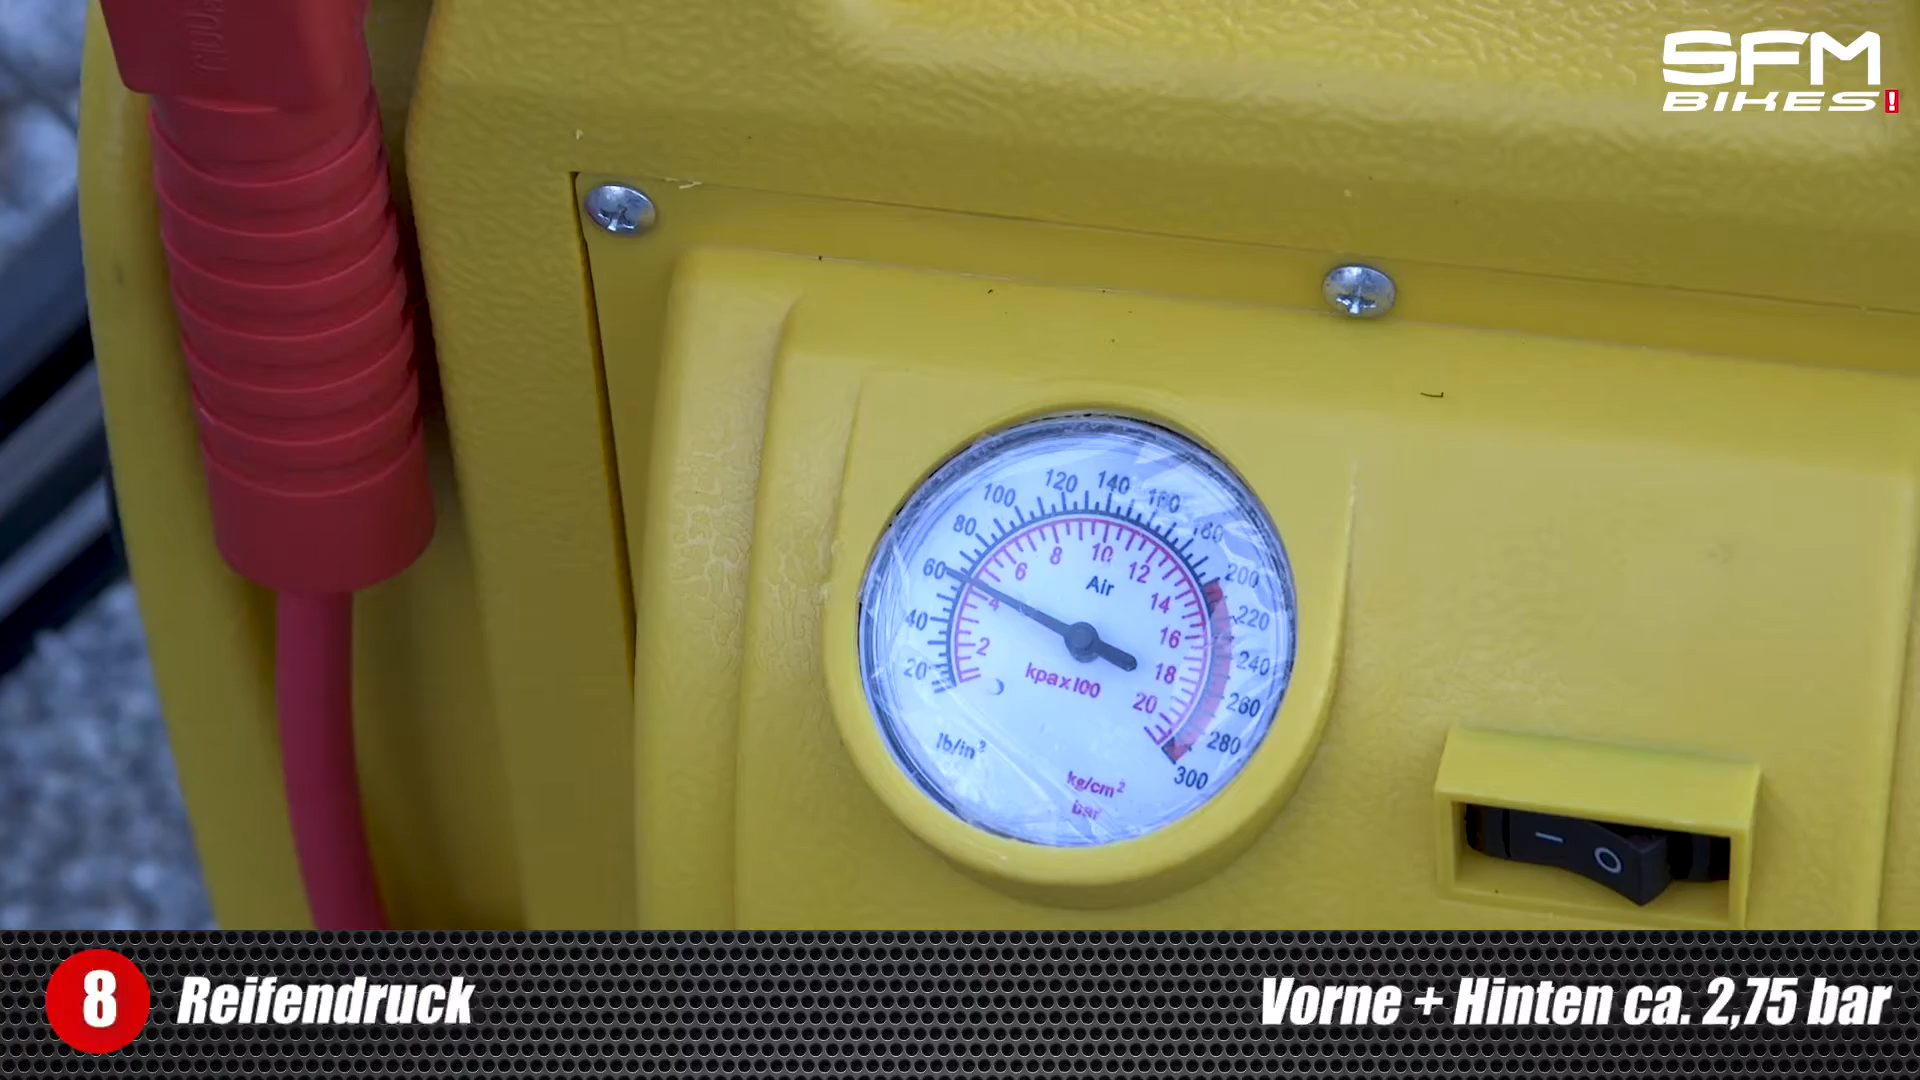 SFM
BIKES!
120
140
160
100
180
80
8
10
12
60
6
Air
200
4
14
220
40
16
2
240
20
kpax100
18
20
260
lb/in²
280
kg/cm²
300
bar
8 Reifendruck
Vorne + Hinten ca. 2,75 bar